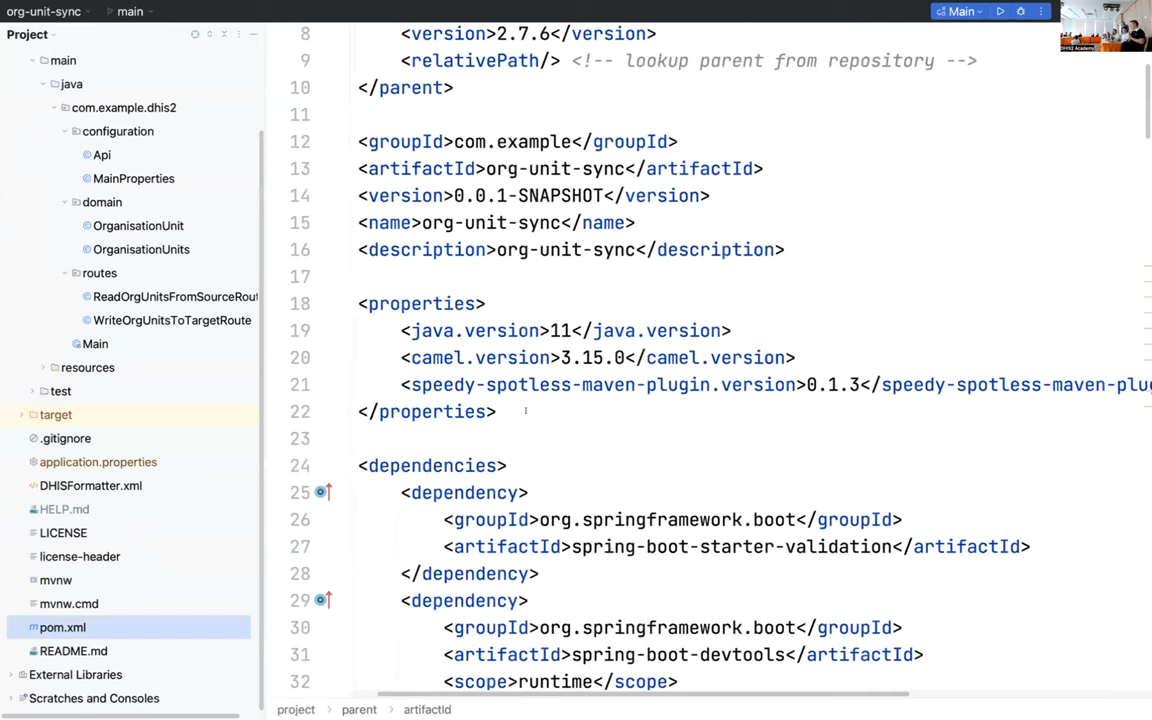 org-unit-sync main Main
Project
main
java
com.example.dhis2
configuration
Api
MainProperties
domain
OrganisationUnit
OrganisationUnits
routes
ReadOrgUnitsFromSourceRout
WriteOrgUnitsToTargetRoute
Main
resources
test
target
.gitignore
application.properties
DHISFormatter.xml
HELP.md
LICENSE
license-header
mvnw
mvnw.cmd
pom.xml
README.md
External Libraries
Scratches and Consoles
8 <version>2.7.6</version>
9 <relativePath/> <!-- lookup parent from repository -->
10 </parent>
11
12 <groupId>com.example</groupId>
13 <artifactId>org-unit-sync</artifactId>
14 <version>0.0.1-SNAPSHOT</version>
15 <name>org-unit-sync</name>
16 <description>org-unit-sync</description>
17
18 <properties>
19 <java.version>11</java.version>
20 <camel.version>3.15.0</camel.version>
21 <speedy-spotless-maven-plugin.version>0.1.3</speedy-spotless-maven-plug
22 </properties>
23
24 <dependencies>
25 <dependency>
26 <groupId>org.springframework.boot</groupId>
27 <artifactId>spring-boot-starter-validation</artifactId>
28 </dependency>
29 <dependency>
30 <groupId>org.springframework.boot</groupId>
31 <artifactId>spring-boot-devtools</artifactId>
32 <scope>runtime</scope>
project parent artifactId
DHIS2 Academy